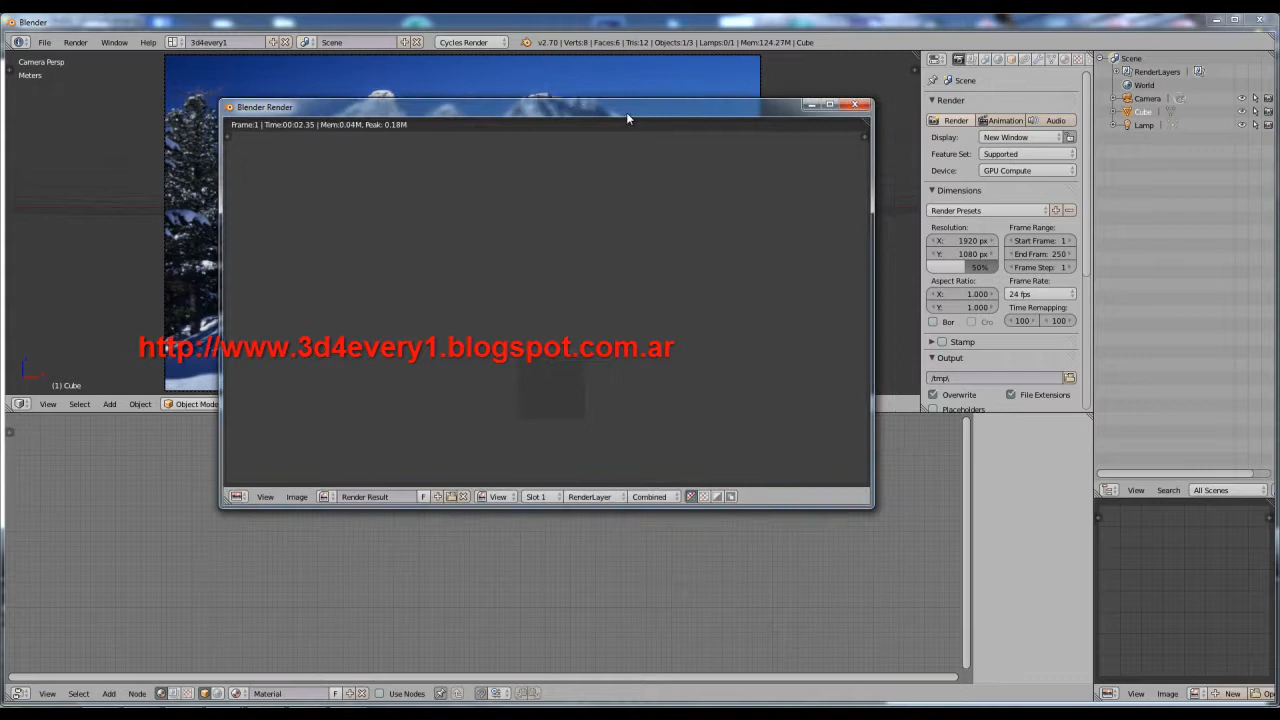 Blender
File Render Window Help 3d4every1 Scene Cycles Render v2.70 | Verts:8 | Faces:6 | Tris:12 | Objects:1/3 | Lamps:0/1 | Mem:124.27M | Cube
Camera Persp
Meters
Blender Render
Frame:1 | Time:00:02.35 | Mem:0.04M, Peak: 0.18M
http://www.3d4every1.blogspot.com.ar
(1) Cube
View Image Render Result F View Slot 1 RenderLayer Combined
View Select Add Object Object Mode
Scene
Render
Render Animation Audio
Display: New Window
Feature Set: Supported
Device: GPU Compute
Dimensions
Render Presets
Resolution: Frame Range:
X: 1920 px Start Frame: 1
Y: 1080 px End Fram: 250
50% Frame Step: 1
Aspect Ratio: Frame Rate:
X: 1.000 24 fps
Y: 1.000 Time Remapping:
Bor Cro 100 100
Stamp
Output
/tmp\
Overwrite File Extensions
Placeholders
Scene
RenderLayers
World
Camera
Cube
Lamp
View Search All Scenes
View Select Add Node Material F Use Nodes
View Image New Op